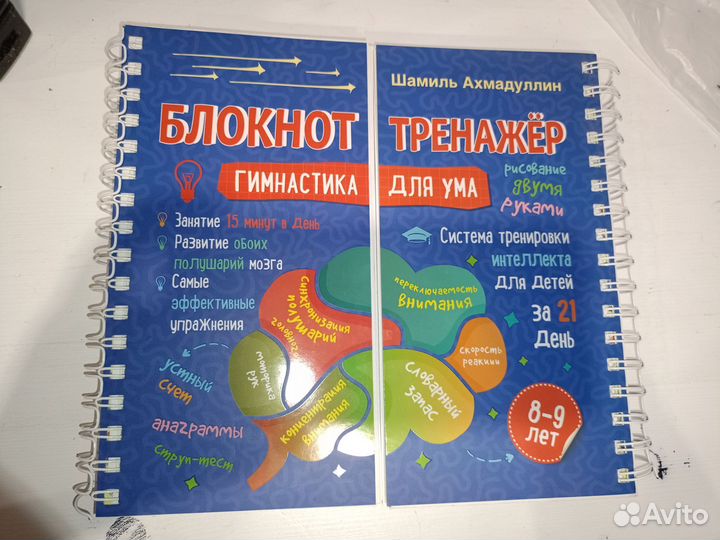 Шамиль Ахмадуллин
БЛОКНОТ ТРЕНАЖЁР
ГИМНАСТИКА ДЛЯ УМА
рисование
двумя
руками
Занятие 15 минут в день
Развитие обоих
полушарий мозга
Самые
эффективные
упражнения
Система тренировки
интеллекта
для детей
за 21
день
переключаемость
внимания
синхронизация
полушарий
головного
моторика
рук
скорость
реакции
словарный
запас
концентрация
внимания
устный
счет
анаграммы
струп-тест
8-9
лет
Avito